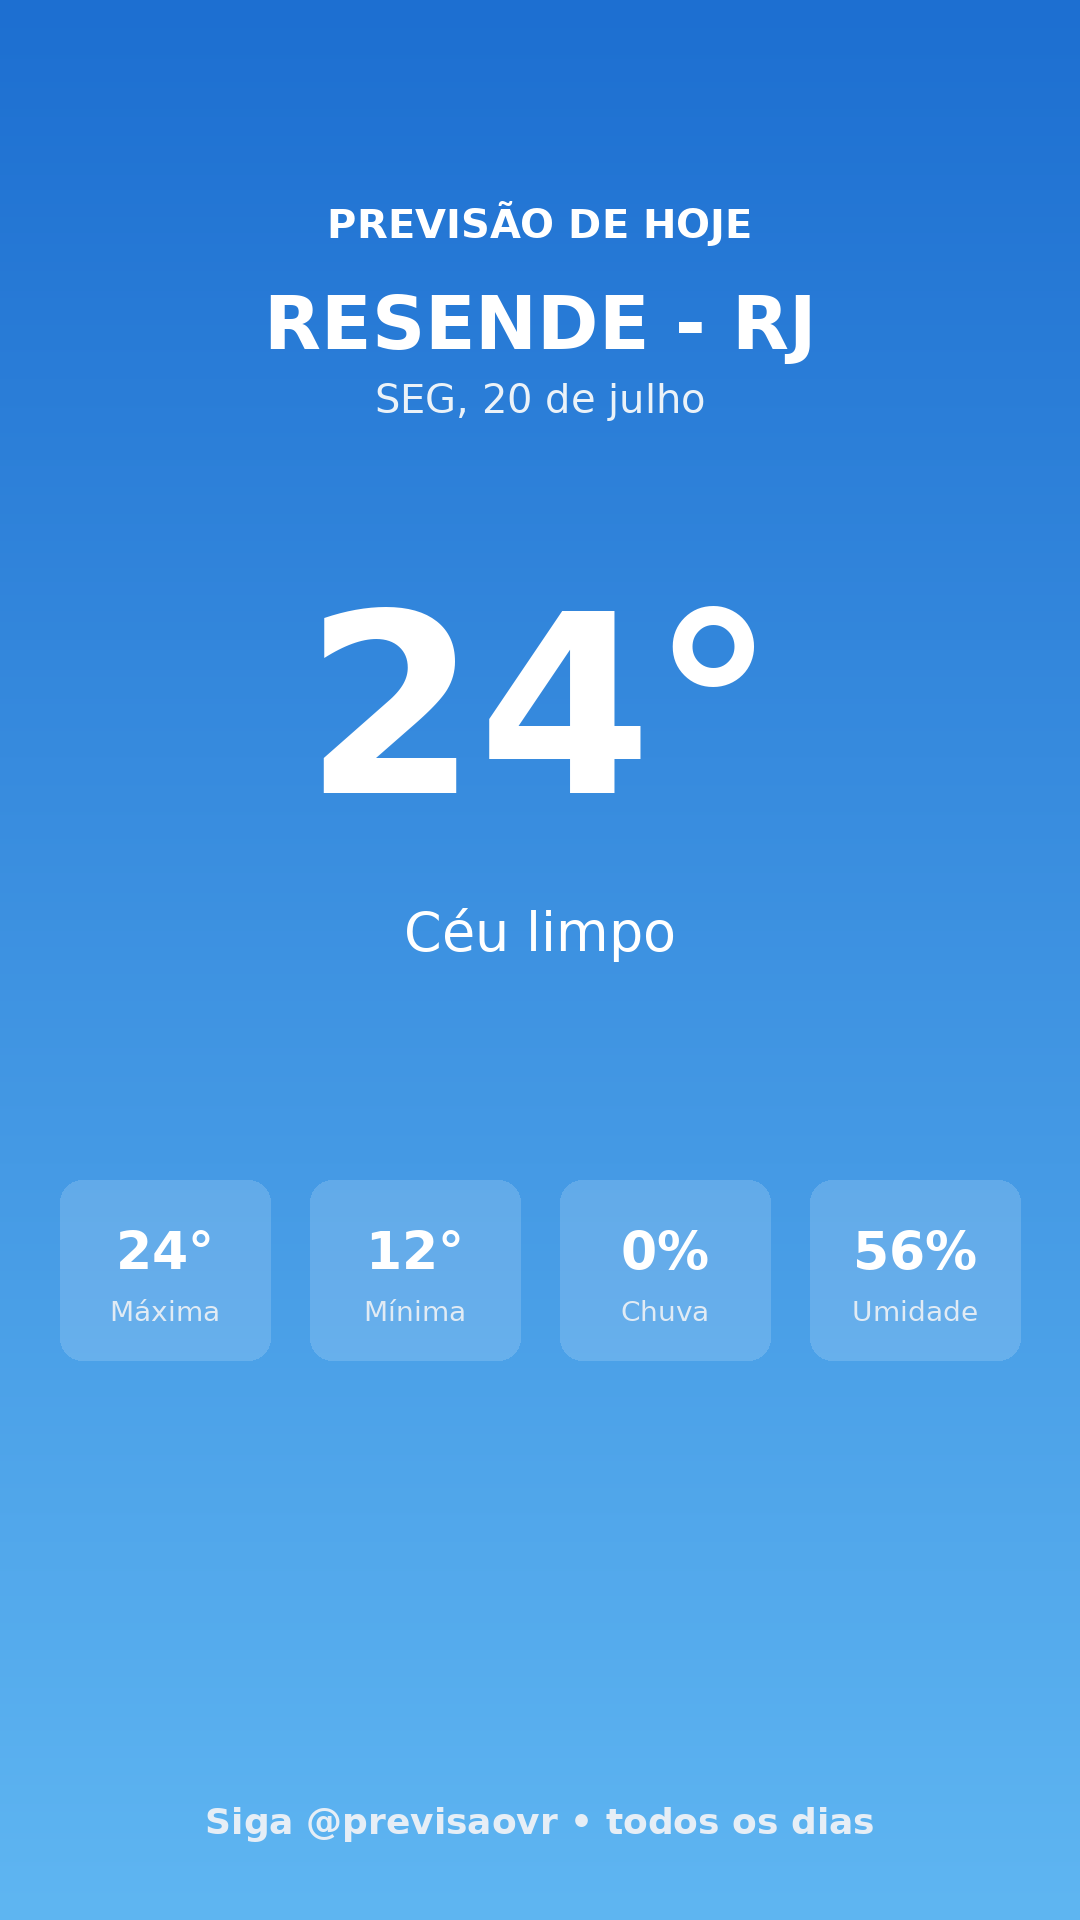 PREVISÃO DE HOJE
RESENDE - RJ
SEG, 20 de julho
24°
Céu limpo
24° 12° 0% 56%
Máxima Mínima Chuva Umidade
Siga @previsaovr • todos os dias